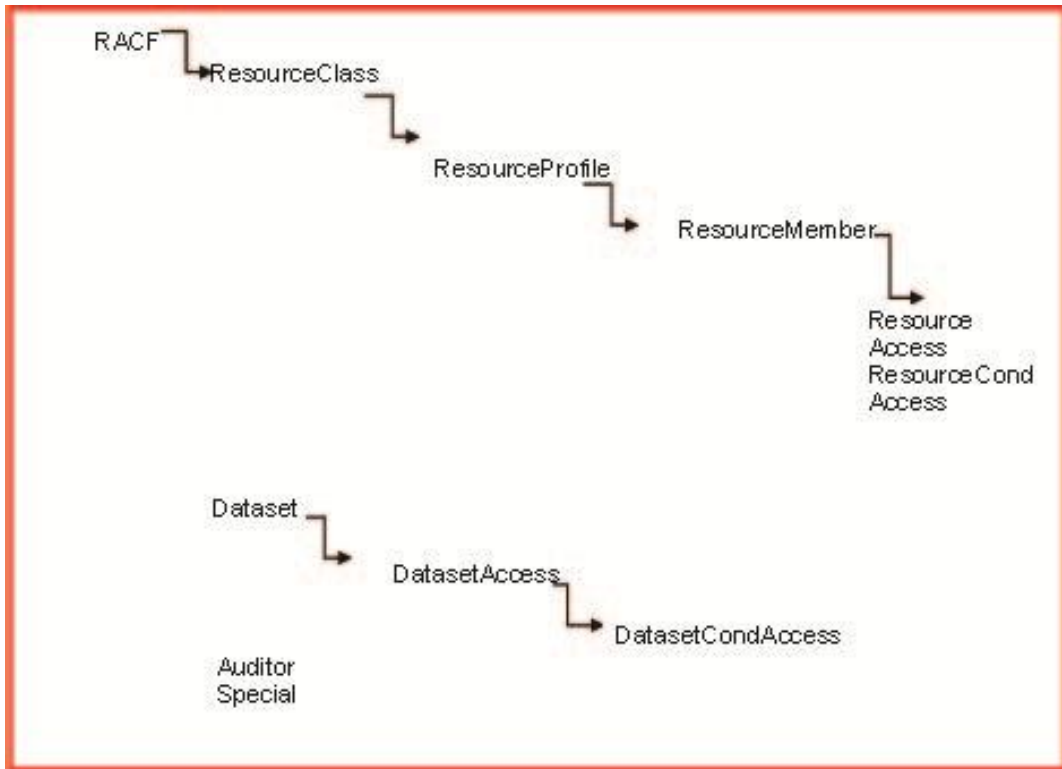 RACF
ResourceClass
ResourceProfile
ResourceMember
Resource
Access
ResourceCond
Access
Dataset
DatasetAccess
DatasetCondAccess
Auditor
Special